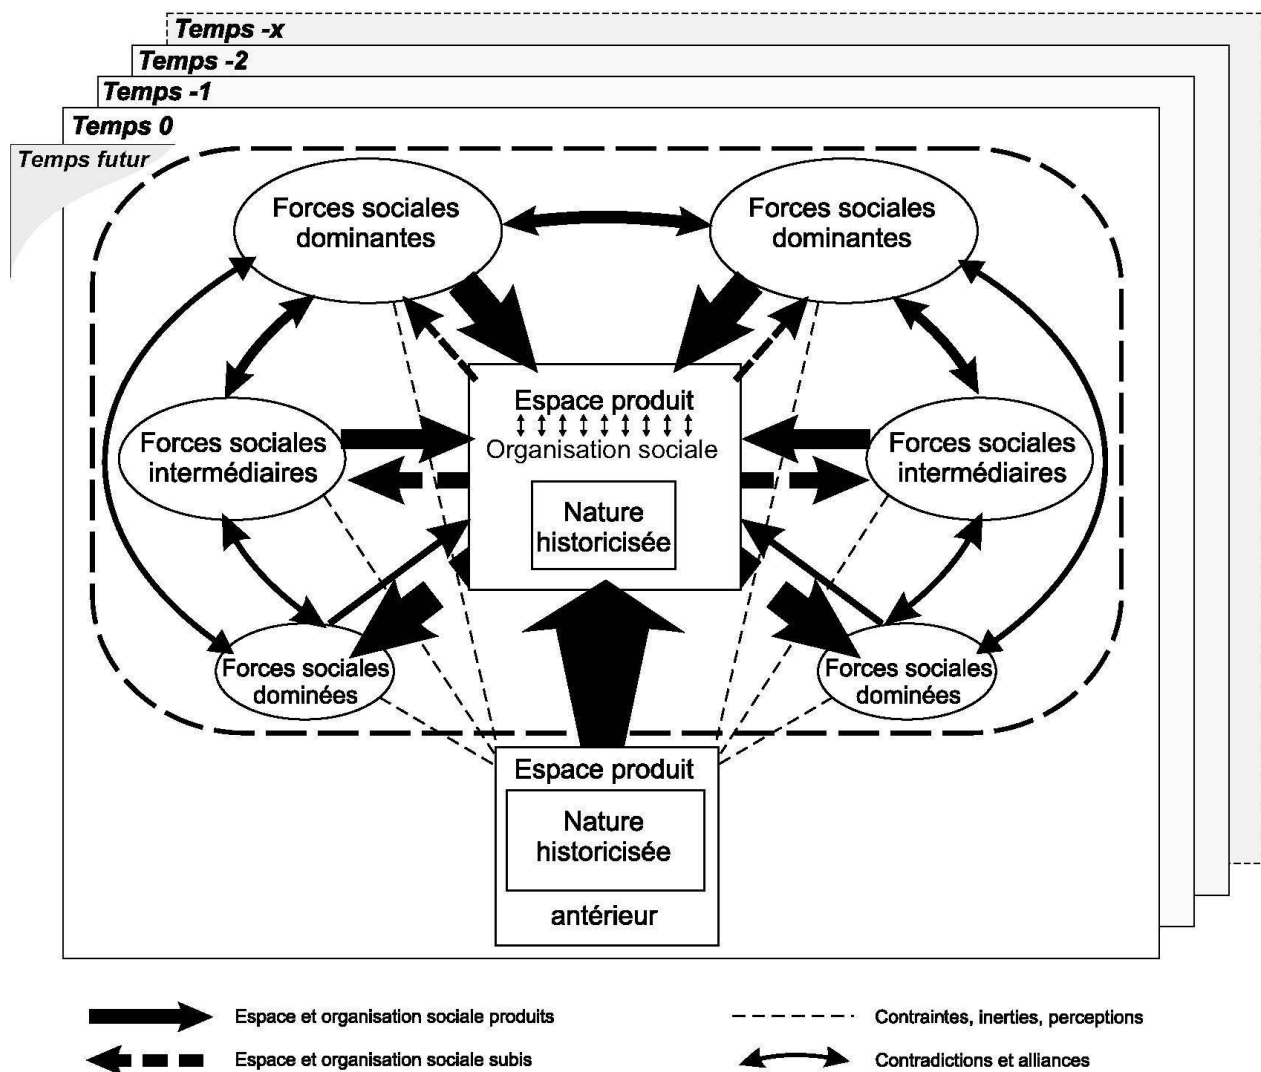 Temps -x
Temps -2
Temps -1
Temps 0
Temps futur
Forces sociales
dominantes
Forces sociales
dominantes
Espace produit
Organisation sociale
Forces sociales
intermédiaires
Forces sociales
intermédiaires
Nature
historicisée
Forces sociales
dominées
Forces sociales
dominées
Espace produit
Nature
historicisée
antérieur
Espace et organisation sociale produits
Contraintes, inerties, perceptions
Espace et organisation sociale subis
Contradictions et alliances